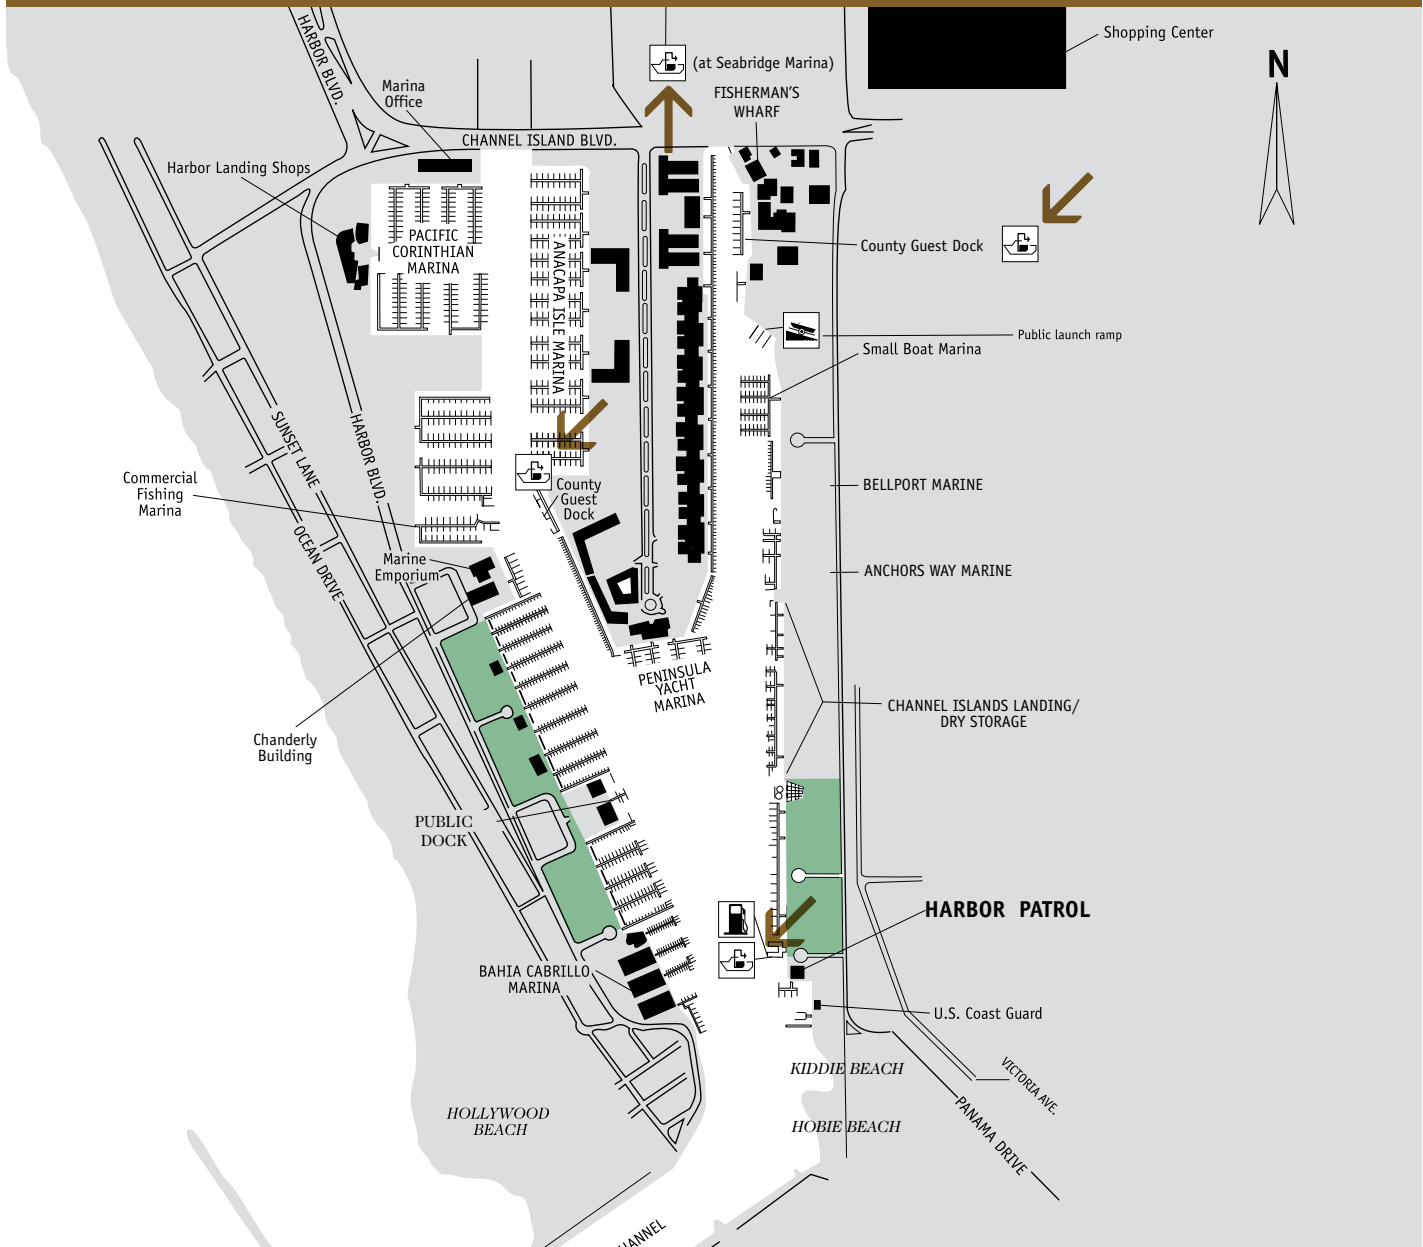 Shopping Center
HARBOR BLVD.
(at Seabridge Marina)
N
Marina
Office
FISHERMAN'S
WHARF
CHANNEL ISLAND BLVD.
Harbor Landing Shops
PACIFIC
CORINTHIAN
MARINA
County Guest Dock
ANACAPA ISLE MARINA
Public launch ramp
Small Boat Marina
SUNSET LANE
HARBOR BLVD.
Commercial
Fishing
Marina
County
Guest
Dock
BELLPORT MARINE
OCEAN DRIVE
Marine
Emporium
ANCHORS WAY MARINE
PENINSULA
YACHT
MARINA
CHANNEL ISLANDS LANDING/
DRY STORAGE
Chanderly
Building
PUBLIC
DOCK
HARBOR PATROL
BAHIA CABRILLO
MARINA
U.S. Coast Guard
KIDDIE BEACH
VICTORIA AVE.
HOLLYWOOD
BEACH
HOBIE BEACH
PANAMA DRIVE